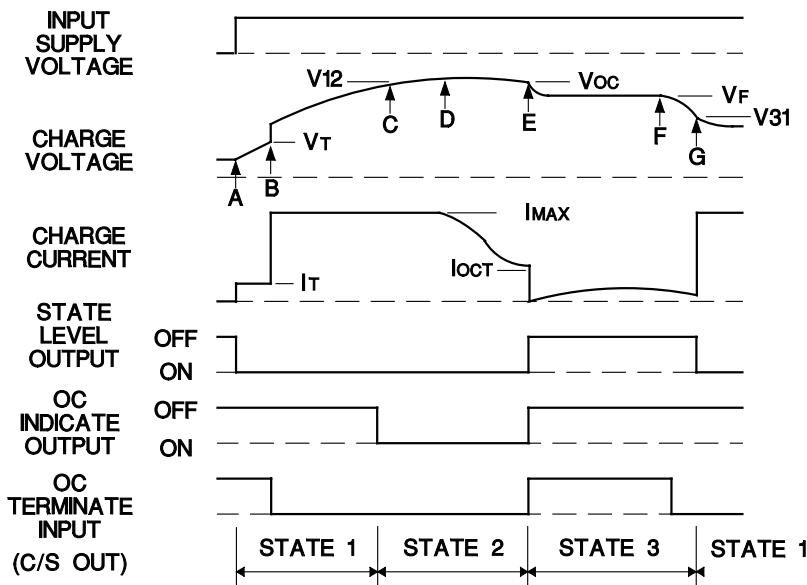 INPUT
SUPPLY
VOLTAGE
V12
VOC
VF
V31
C
D
E
F
G
CHARGE
VOLTAGE
VT
A
B
CHARGE
CURRENT
IMAX
IOCT
IT
STATE
LEVEL
OUTPUT
OFF
ON
OC
INDICATE
OUTPUT
OFF
ON
OC
TERMINATE
INPUT
(C/S OUT)
STATE 1
STATE 2
STATE 3
STATE 1